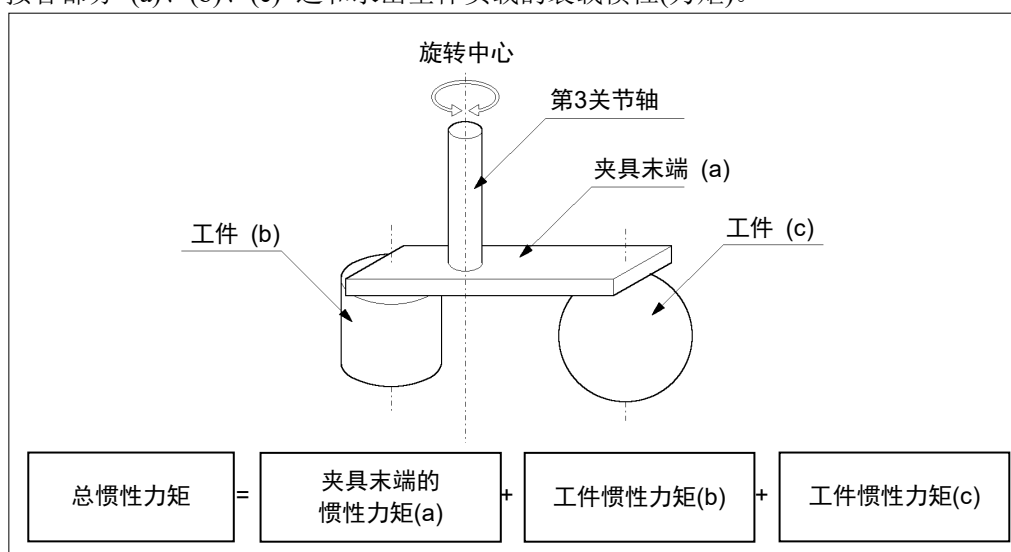 旋转中心
第3关节轴
夹具末端 (a)
工件 (b)
工件 (c)
总惯性力矩 = 夹具末端的惯性力矩(a) + 工件惯性力矩(b) + 工件惯性力矩(c)